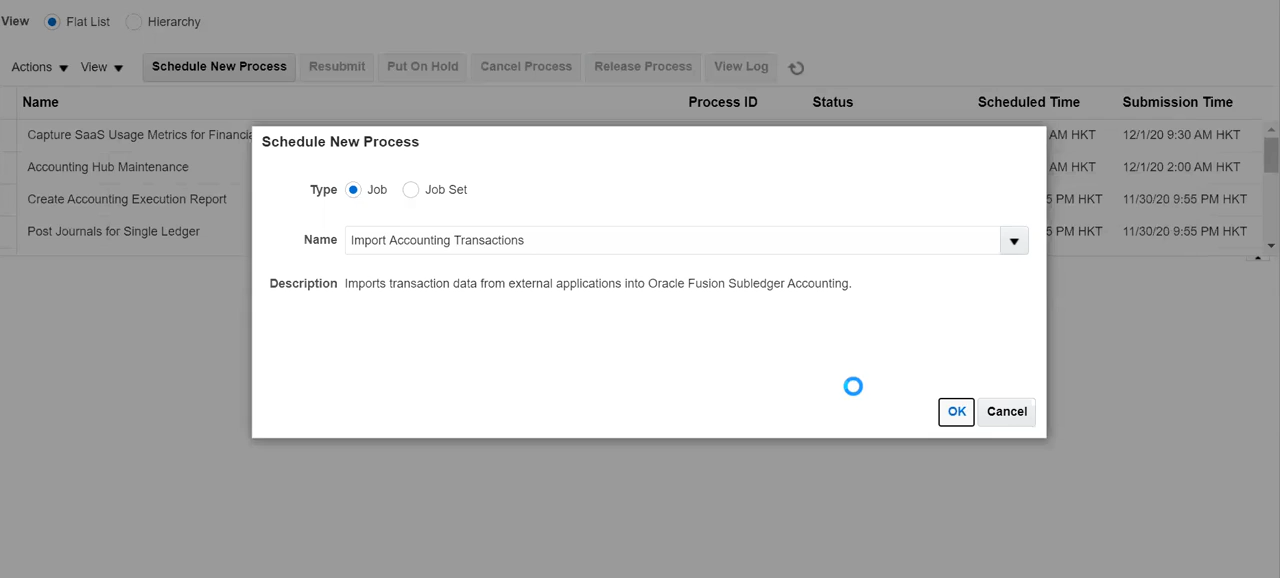 View Flat List Hierarchy
Actions View Schedule New Process Resubmit Put On Hold Cancel Process Release Process View Log
Name Process ID Status Scheduled Time Submission Time
Capture SaaS Usage Metrics for AM HKT 12/1/20 9:30 AM HKT
Schedule New Process
Accounting Hub Maintenance AM HKT 12/1/20 2:00 AM HKT
Type Job Job Set
Create Accounting Execution Report 5 PM HKT 11/30/20 9:55 PM HKT
Post Journals for Single Ledger 5 PM HKT 11/30/20 9:55 PM HKT
Name Import Accounting Transactions
Description Imports transaction data from external applications into Oracle Fusion Subledger Accounting.
OK Cancel